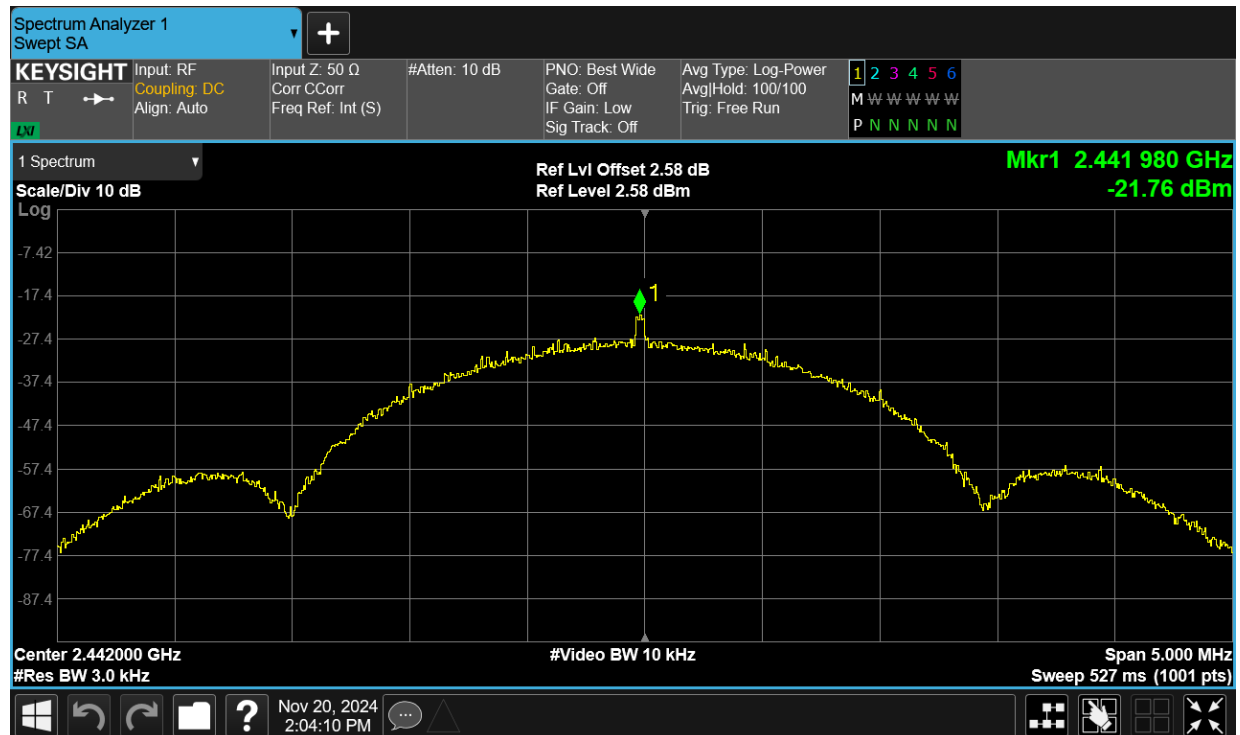 Spectrum Analyzer 1
Swept SA
KEYSIGHT
R T
LXI
Input: RF
Coupling: DC
Align: Auto
Input Z: 50 Ω
Corr CCorr
Freq Ref: Int (S)
#Atten: 10 dB
PNO: Best Wide
Gate: Off
IF Gain: Low
Sig Track: Off
Avg Type: Log-Power
Avg|Hold: 100/100
Trig: Free Run
1 2 3 4 5 6
M W W W W W
P N N N N N
1 Spectrum
Scale/Div 10 dB
Log
Ref Lvl Offset 2.58 dB
Ref Level 2.58 dBm
Mkr1 2.441 980 GHz
-21.76 dBm
1
-7.42
-17.4
-27.4
-37.4
-47.4
-57.4
-67.4
-77.4
-87.4
Center 2.442000 GHz
#Res BW 3.0 kHz
#Video BW 10 kHz
Span 5.000 MHz
Sweep 527 ms (1001 pts)
?
Nov 20, 2024
2:04:10 PM